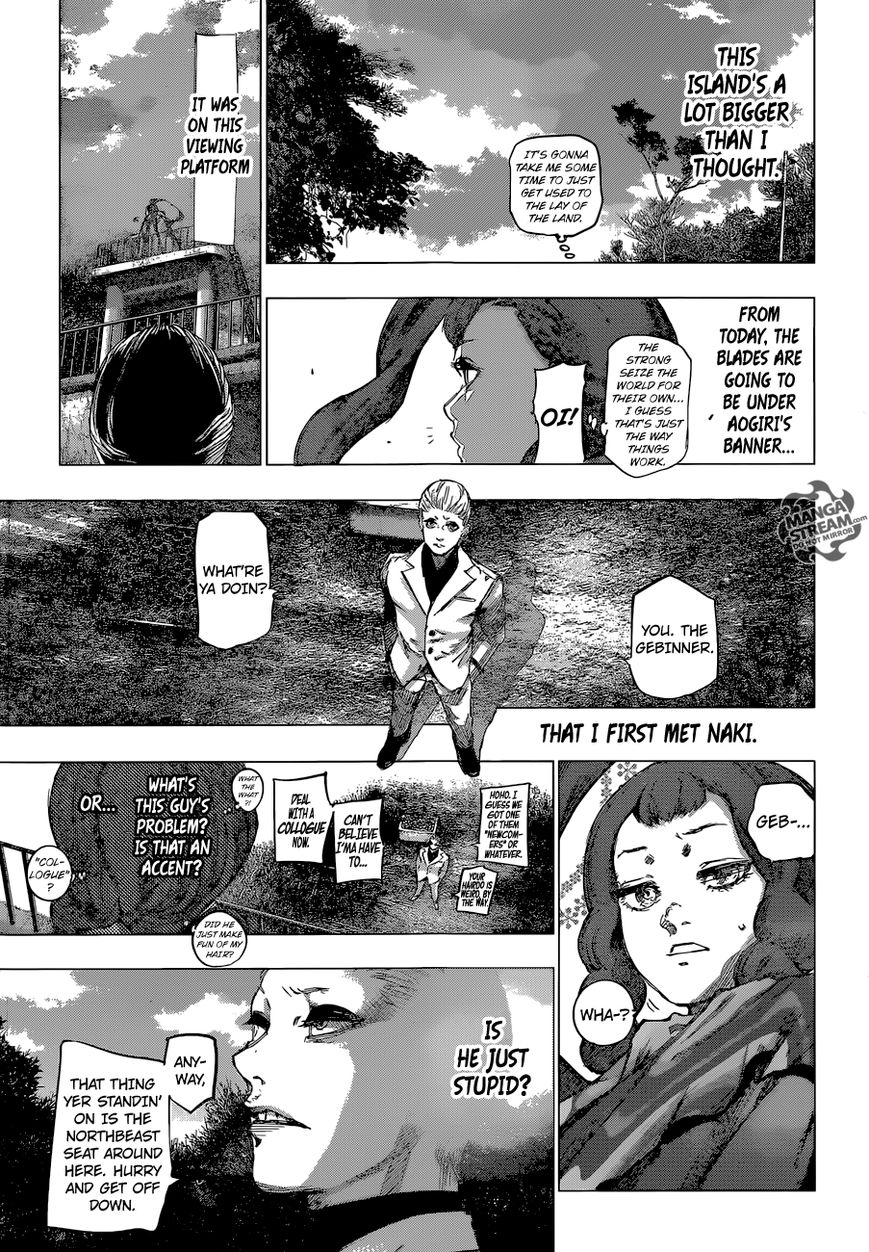 THIS
ISLAND'S A
LOT BIGGER
THAN I
THOUGHT.
IT'S GONNA
TAKE ME SOME
TIME TO JUST
GET USED TO
THE LAY OF
THE LAND.
IT WAS
ON THIS
VIEWING
PLATFORM
FROM
TODAY, THE
BLADES ARE
GOING TO
BE UNDER
AOGIRI'S
BANNER...
THE
STRONG
SEIZE THE
WORLD FOR
THEIR OWN...
I GUESS
THAT'S JUST
THE WAY
THINGS
WORK.
OI!
MANGA
STREAM.com
DO NOT MIRROR
YOU. THE
GEBINNER.
WHAT'RE
YA DOIN?
THAT I FIRST MET NAKI.
GEB-...
WHA-?
HOHO. I
GUESS WE
GOT ONE
OF THEM
"NEWCOM-
ERS" OR
WHATEVER.
YOUR
HAIRDO IS
WEIRD, BY
THE WAY.
CAN'T
BELIEVE
I'MA HAVE
TO...
DEAL
WITH A
COLLOGUE
NOW.
WHAT
THE
WHAT
?!
WHAT'S
THIS GUY'S
PROBLEM?
IS THAT AN
ACCENT?
DID HE
JUST MAKE
FUN OF MY
HAIR?
OR...
"COL-
LOGUE"
?
IS
HE JUST
STUPID?
ANY-
WAY,
THAT THING
YER STANDIN'
ON IS THE
NORTHBEAST
SEAT AROUND
HERE. HURRY
AND GET OFF
DOWN.